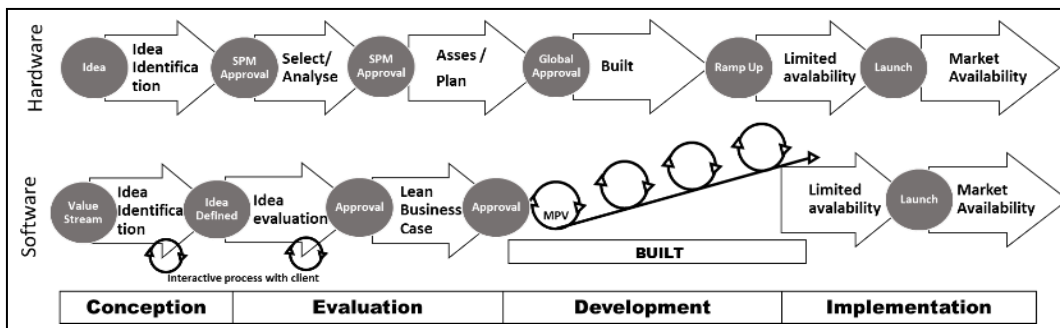 Hardware
Idea
Idea
Identifica
tion
SPM
Approval
Select/
Analyse
SPM
Approval
Asses /
Plan
Global
Approval
Built
Ramp Up
Limited
avalability
Launch
Market
Availability
Software
Value
Stream
Idea
Identifica
tion
Idea
Defined
Idea
evaluation
Approval
Lean
Business
Case
Approval
MPV
Limited
avalability
Launch
Market
Availability
Interactive process with client
BUILT
Conception
Evaluation
Development
Implementation